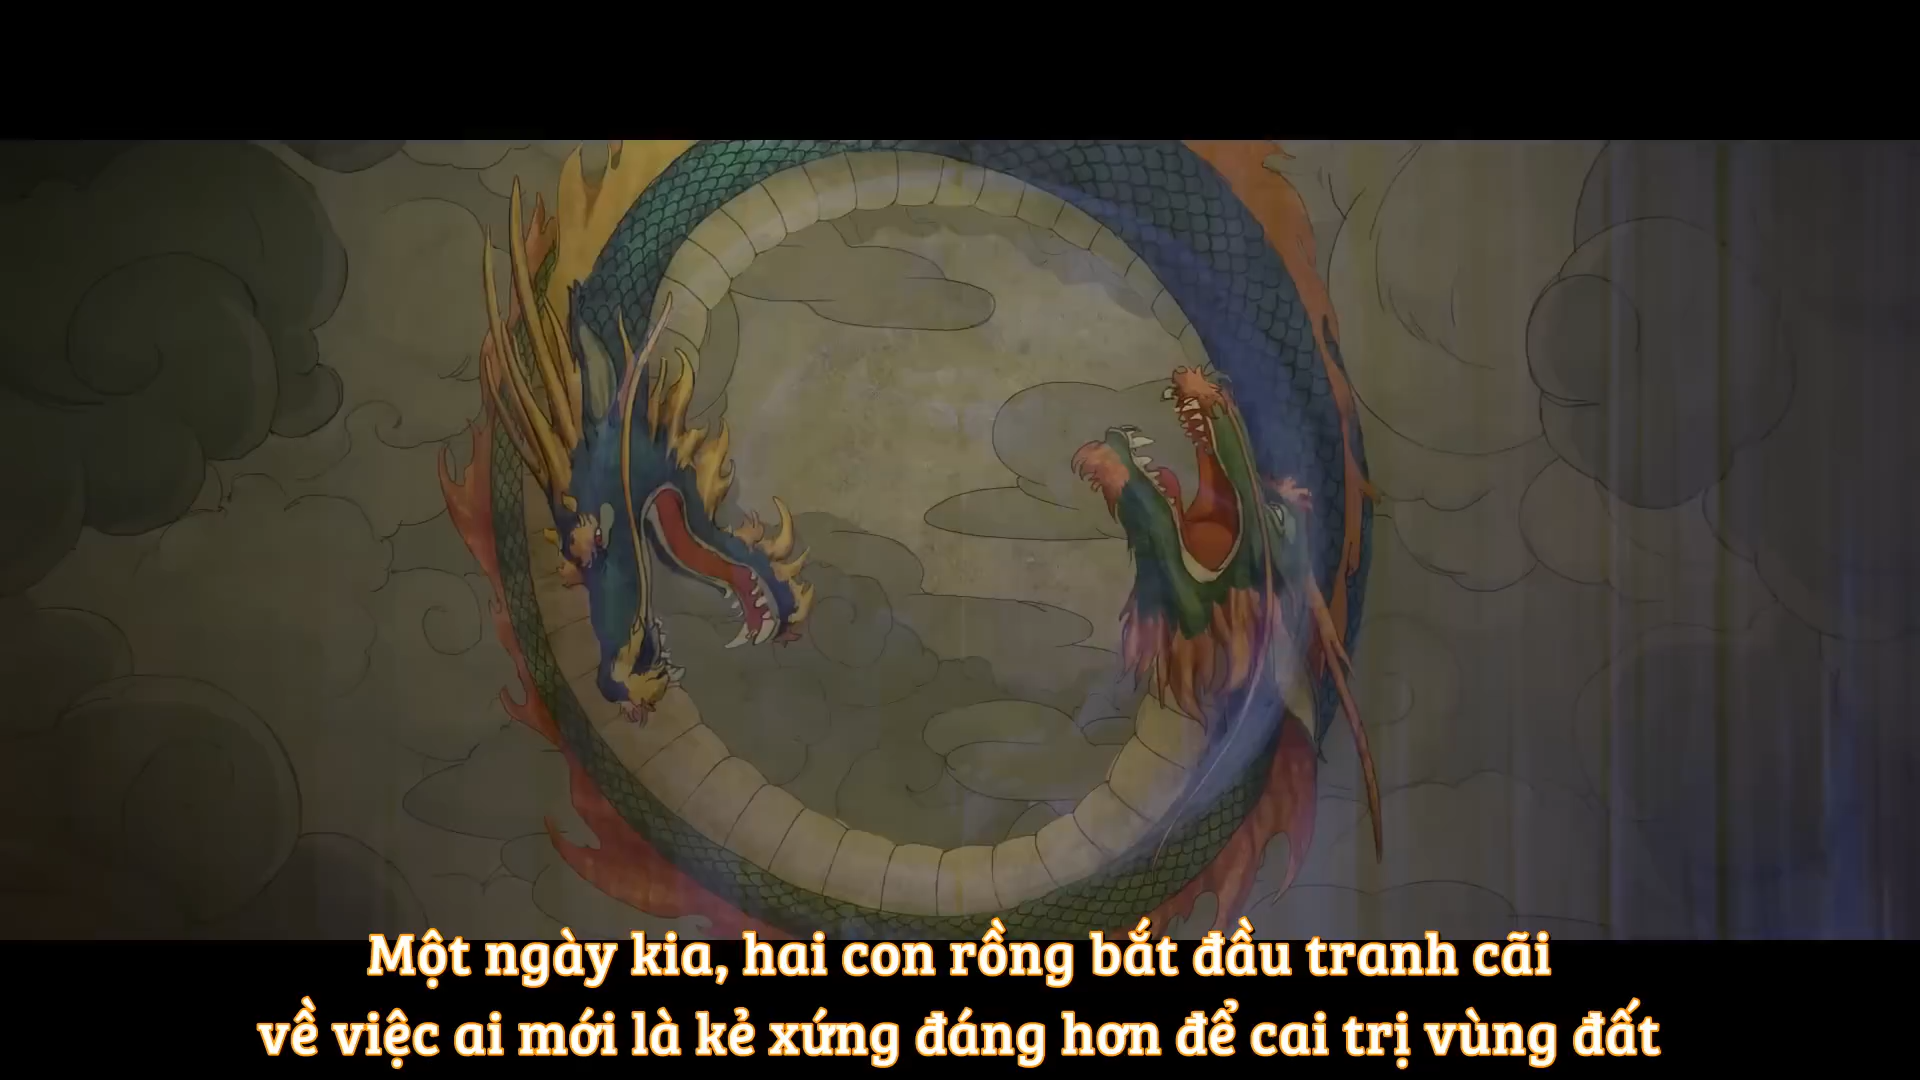 Một ngày kia, hai con rồng bắt đầu tranh cãi
về việc ai mới là kẻ xứng đáng hơn để cai trị vùng đất